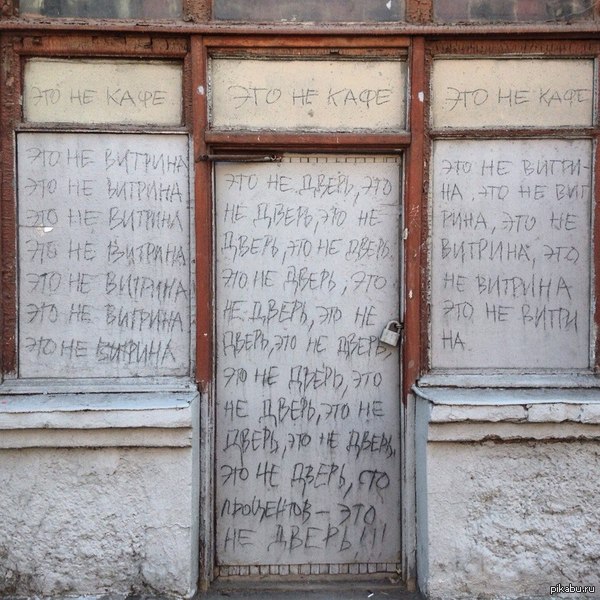 ЭТО НЕ КАФЕ
ЭТО НЕ КАФЕ
ЭТО НЕ КАФЕ
ЭТО НЕ ВИТРИНА
ЭТО НЕ ВИТРИНА
ЭТО НЕ ВИТРИНА
ЭТО НЕ ВИТРИНА
ЭТО НЕ ВИТРИНА
ЭТО НЕ ВИТРИНА
ЭТО НЕ ВИТРИНА
ЭТО НЕ ДВЕРЬ, ЭТО
НЕ ДВЕРЬ, ЭТО НЕ
ДВЕРЬ, ЭТО НЕ ДВЕРЬ.
ЭТО НЕ ДВЕРЬ, ЭТО
НЕ ДВЕРЬ, ЭТО НЕ
ДВЕРЬ, ЭТО НЕ ДВЕРЬ,
ЭТО НЕ ДВЕРЬ, ЭТО
НЕ ДВЕРЬ, ЭТО НЕ
ДВЕРЬ, ЭТО НЕ ДВЕРЬ,
ЭТО НЕ ДВЕРЬ, СТО
ПРОЦЕНТОВ – ЭТО
НЕ ДВЕРЬ!!!
ЭТО НЕ ВИТРИ-
НА, ЭТО НЕ ВИТ
РИНА, ЭТО НЕ
ВИТРИНА, ЭТО
НЕ ВИТРИНА
ЭТО НЕ ВИТРИ
НА.
pikabu.ru